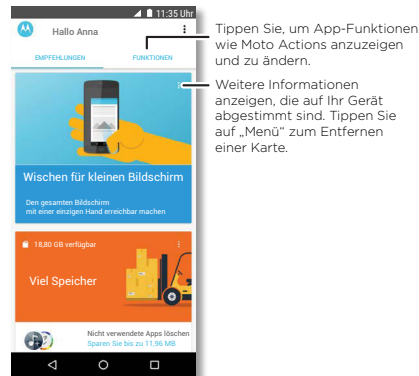 11:35 Uhr
Hallo Anna
EMPFEHLUNGEN FUNKTIONEN
Wischen für kleinen Bildschirm
Den gesamten Bildschirm
mit einer einzigen Hand erreichbar machen
18,80 GB verfügbar
Viel Speicher
Nicht verwendete Apps löschen
Sparen Sie bis zu 11,96 MB
Tippen Sie, um App-Funktionen
wie Moto Actions anzuzeigen
und zu ändern.
Weitere Informationen
anzeigen, die auf Ihr Gerät
abgestimmt sind. Tippen Sie
auf „Menü“ zum Entfernen
einer Karte.